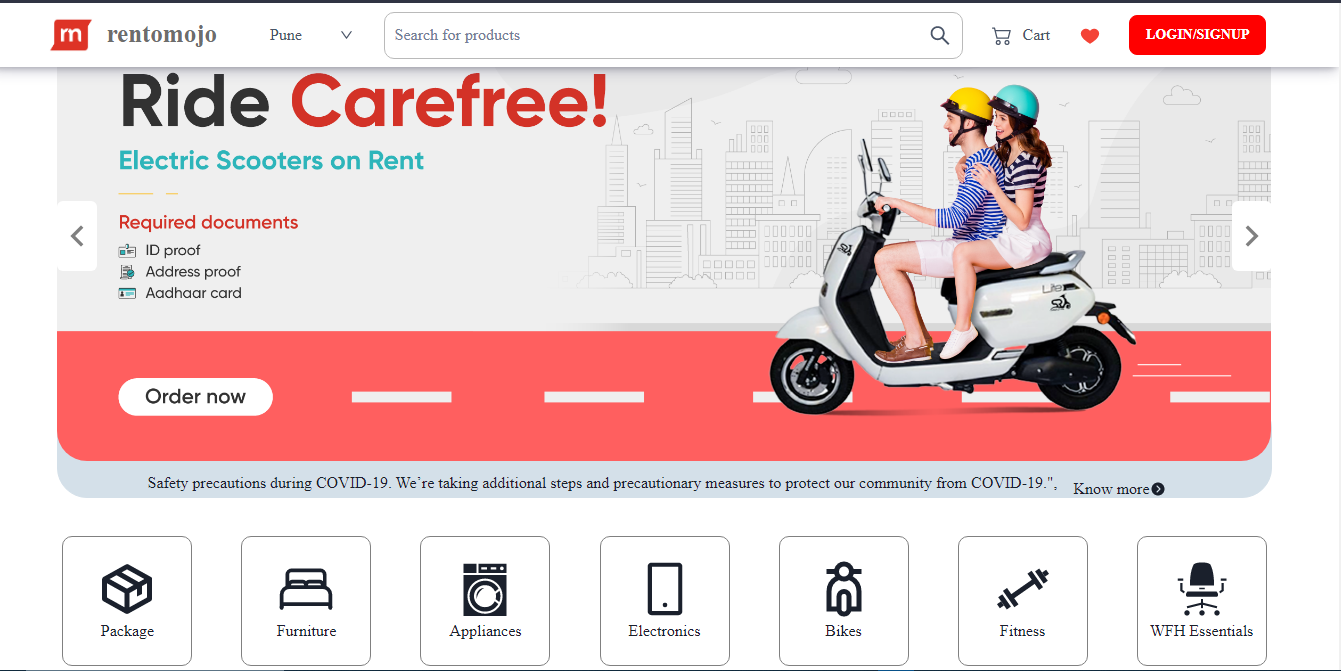 m rentomojo Pune Search for products Cart LOGIN/SIGNUP
Ride Carefree!
Electric Scooters on Rent
Required documents
ID proof
Address proof
Aadhaar card
Lite
Order now
Safety precautions during COVID-19. We’re taking additional steps and precautionary measures to protect our community from COVID-19.", Know more
Package Furniture Appliances Electronics Bikes Fitness WFH Essentials